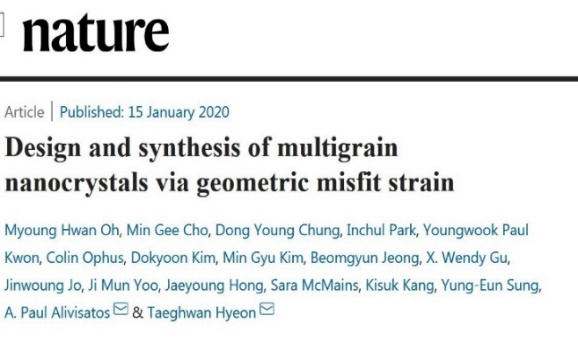 nature
Article | Published: 15 January 2020
Design and synthesis of multigrain
nanocrystals via geometric misfit strain
Myoung Hwan Oh, Min Gee Cho, Dong Young Chung, Inchul Park, Youngwook Paul
Kwon, Colin Ophus, Dokyoon Kim, Min Gyu Kim, Beomgyun Jeong, X. Wendy Gu,
Jinwoung Jo, Ji Mun Yoo, Jaeyoung Hong, Sara McMains, Kisuk Kang, Yung-Eun Sung,
A. Paul Alivisatos & Taeghwan Hyeon